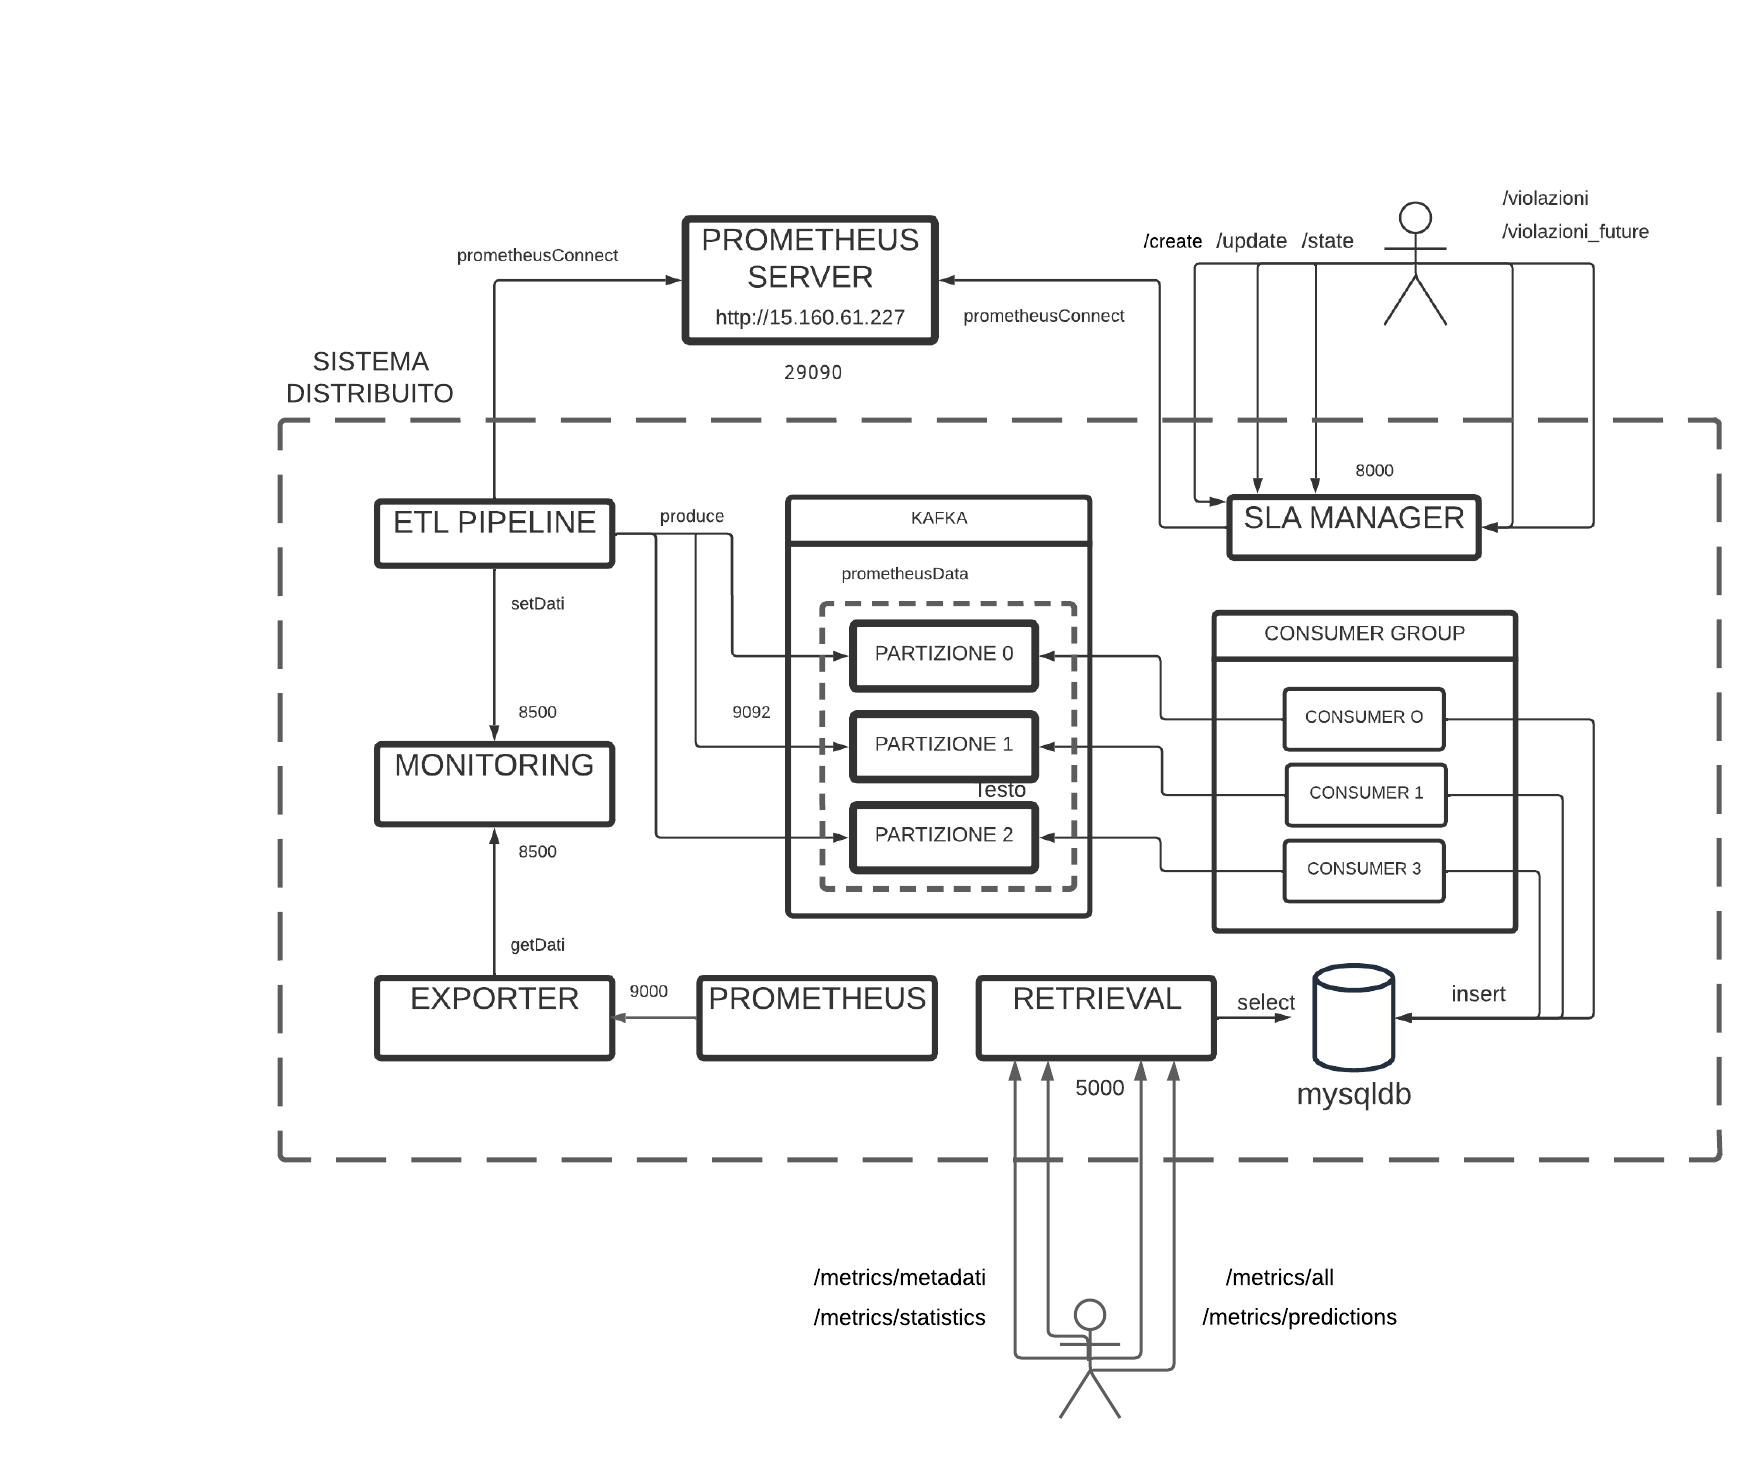 /violazioni
/violazioni_future
/create
/update
/state
PROMETHEUS
SERVER
http://15.160.61.227
29090
prometheusConnect
prometheusConnect
SISTEMA
DISTRIBUITO
8000
ETL PIPELINE
produce
KAFKA
SLA MANAGER
prometheusData
setDati
CONSUMER GROUP
PARTIZIONE 0
8500
9092
CONSUMER O
MONITORING
PARTIZIONE 1
Testo
CONSUMER 1
PARTIZIONE 2
8500
CONSUMER 3
getDati
EXPORTER
9000
PROMETHEUS
RETRIEVAL
select
insert
5000
mysqldb
/metrics/metadati
/metrics/all
/metrics/statistics
/metrics/predictions